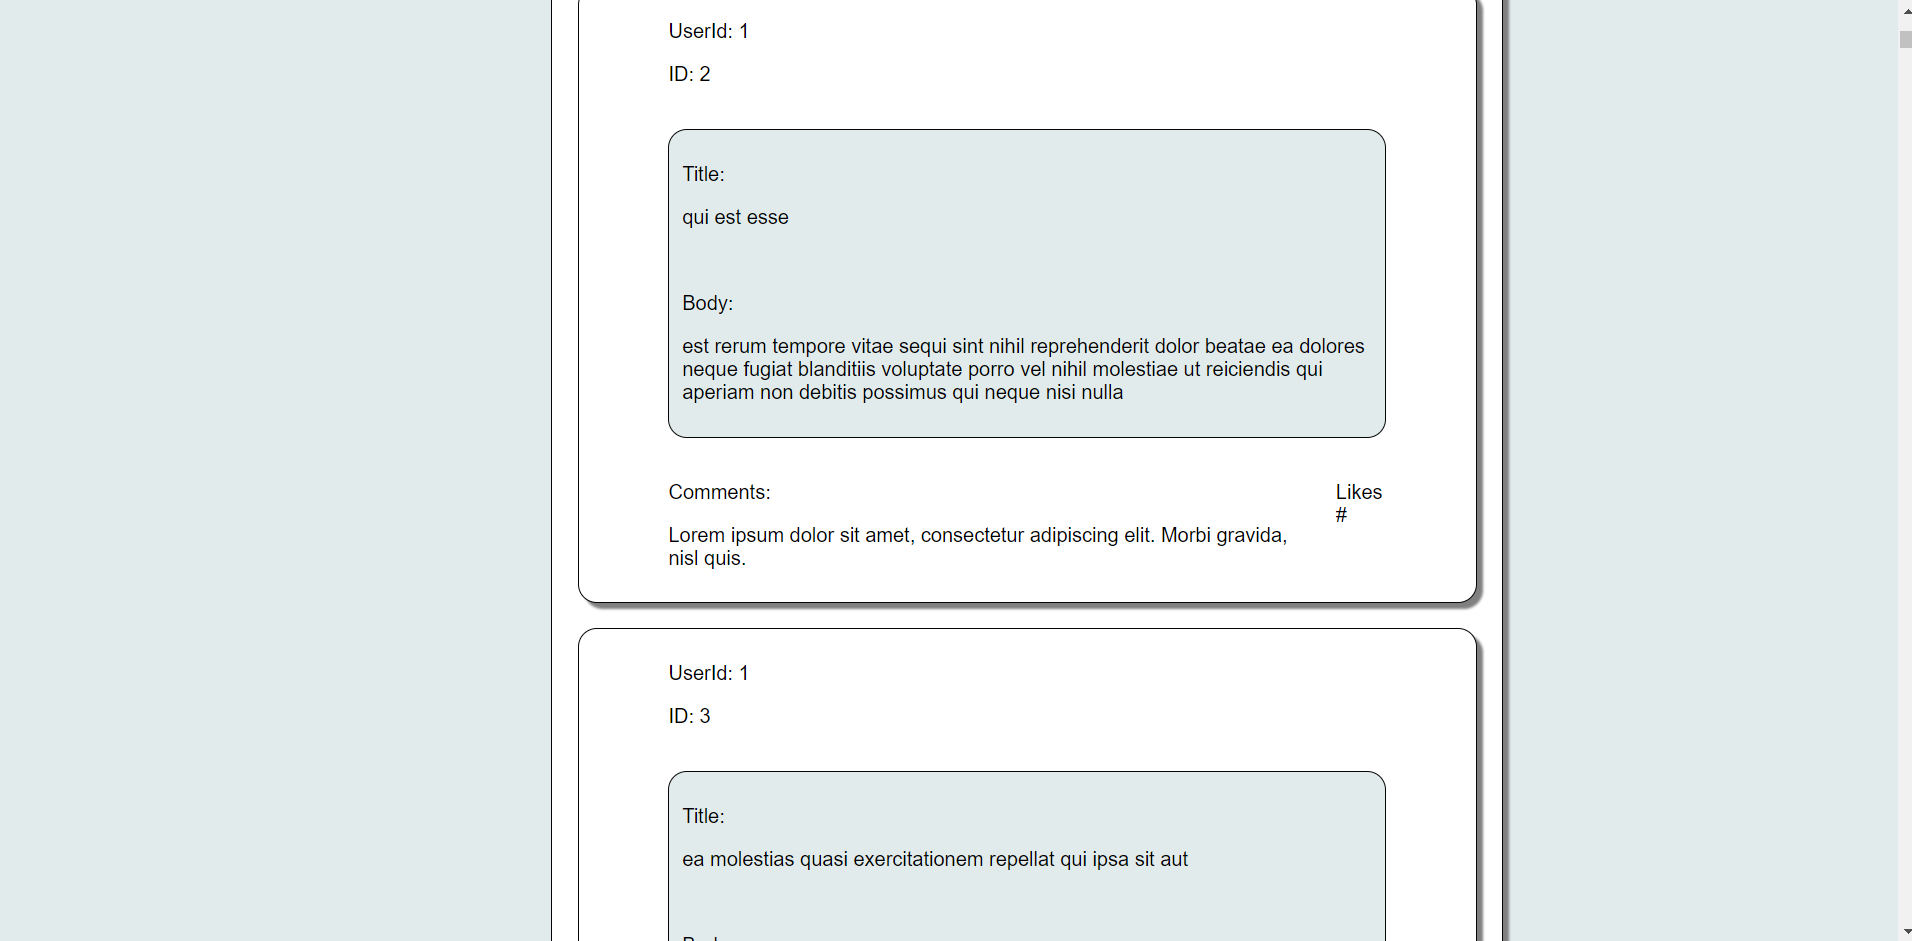 UserId: 1
ID: 2
Title:
qui est esse
Body:
est rerum tempore vitae sequi sint nihil reprehenderit dolor beatae ea dolores
neque fugiat blanditiis voluptate porro vel nihil molestiae ut reiciendis qui
aperiam non debitis possimus qui neque nisi nulla
Comments:
Likes
#
Lorem ipsum dolor sit amet, consectetur adipiscing elit. Morbi gravida,
nisl quis.
UserId: 1
ID: 3
Title:
ea molestias quasi exercitationem repellat qui ipsa sit aut